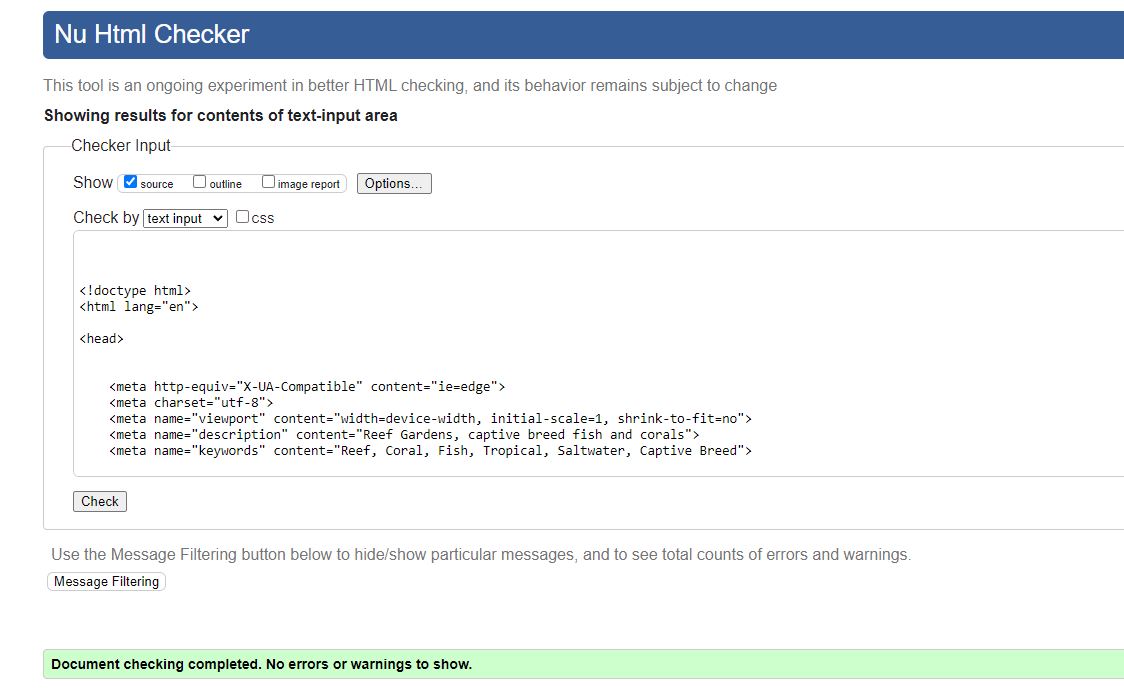 Nu Html Checker
This tool is an ongoing experiment in better HTML checking, and its behavior remains subject to change
Showing results for contents of text-input area
Checker Input
Show source outline image report Options...
Check by text input css
<!doctype html>
<html lang="en">
<head>
<meta http-equiv="X-UA-Compatible" content="ie=edge">
<meta charset="utf-8">
<meta name="viewport" content="width=device-width, initial-scale=1, shrink-to-fit=no">
<meta name="description" content="Reef Gardens, captive breed fish and corals">
<meta name="keywords" content="Reef, Coral, Fish, Tropical, Saltwater, Captive Breed">
Check
Use the Message Filtering button below to hide/show particular messages, and to see total counts of errors and warnings.
Message Filtering
Document checking completed. No errors or warnings to show.